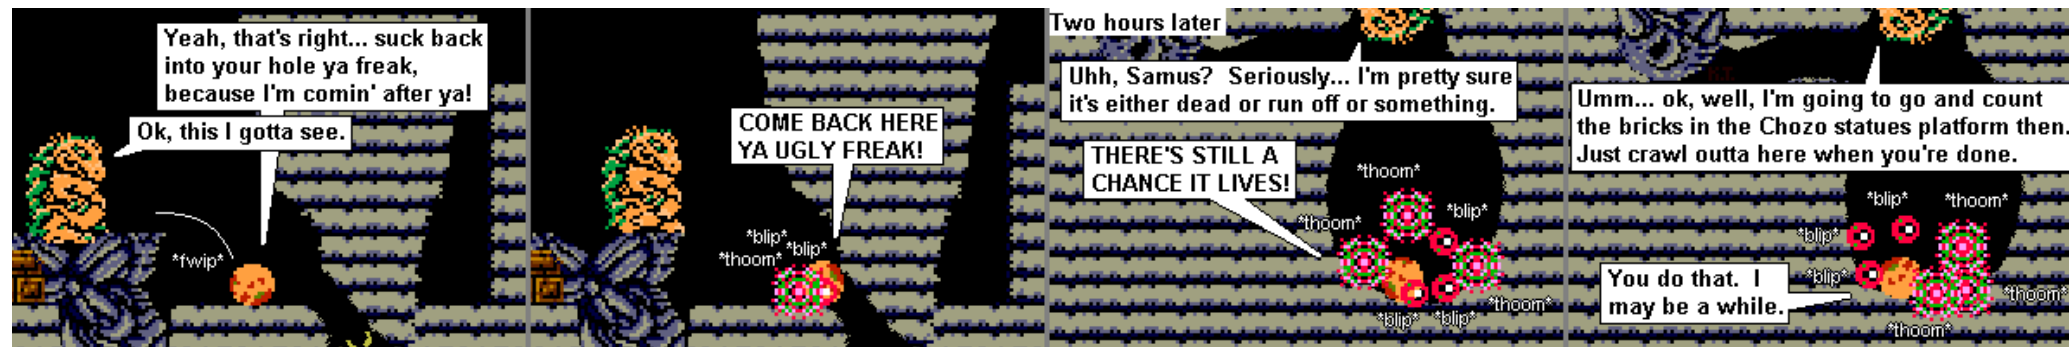 Yeah, that's right... suck back
into your hole ya freak,
because I'm comin' after ya!
Ok, this I gotta see.
*fwip*
COME BACK HERE
YA UGLY FREAK!
*blip*
*blip*
*thoom*
Two hours later
Uhh, Samus?  Seriously... I'm pretty sure
it's either dead or run off or something.
THERE'S STILL A
CHANCE IT LIVES!
*thoom*
*blip*
*thoom*
*thoom*
*blip*
*blip*
Umm... ok, well, I'm going to go and count
the bricks in the Chozo statues platform then.
Just crawl outta here when you're done.
*blip*
*thoom*
*blip*
*blip*
You do that.  I
may be a while.
*thoom*
*thoom*